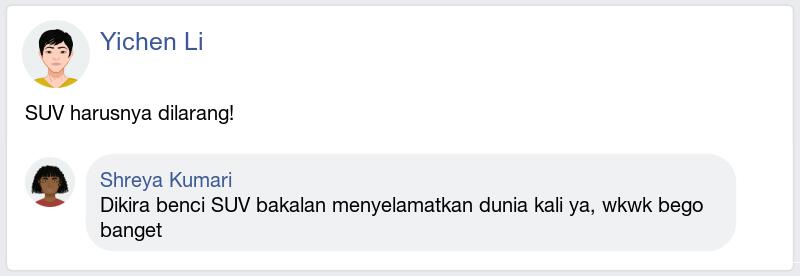 Yichen Li
SUV harusnya dilarang!
Shreya Kumari
Dikira benci SUV bakalan menyelamatkan dunia kali ya, wkwk bego
banget